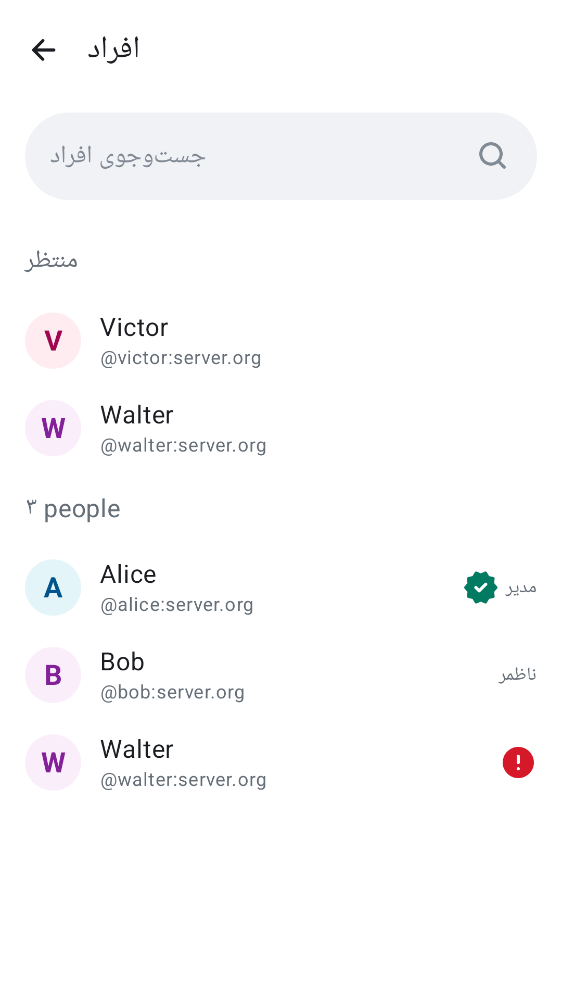 افراد
جست‌وجوی افراد
منتظر
V
Victor
@victor:server.org
W
Walter
@walter:server.org
۳ people
A
Alice
@alice:server.org
مدیر
B
Bob
@bob:server.org
ناظمر
W
Walter
@walter:server.org